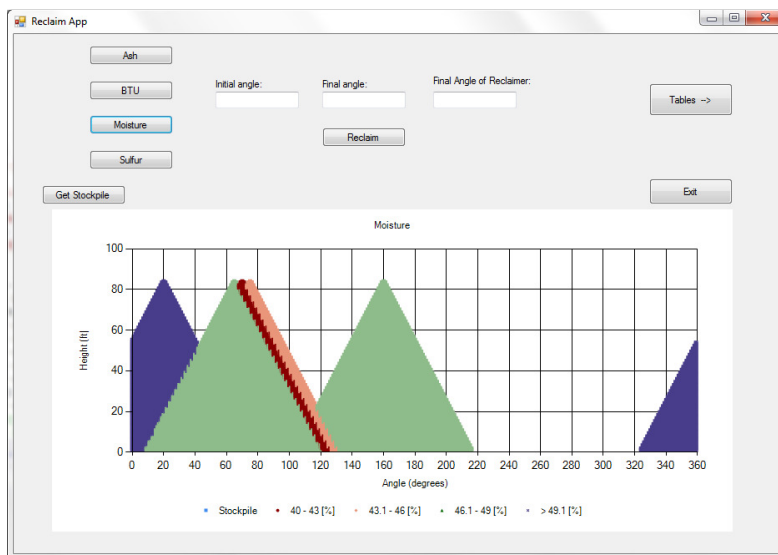 Reclaim App
Ash
BTU
Moisture
Sulfur
Get Stockpile
Initial angle:
Final angle:
Final Angle of Reclaimer:
Reclaim
Tables -->
Exit
Moisture
Height [ft]
100
80
60
40
20
0
0 20 40 60 80 100 120 140 160 180 200 220 240 260 280 300 320 340 360
Angle (degrees)
Stockpile 40 - 43 [%] 43.1 - 46 [%] 46.1 - 49 [%] > 49.1 [%]